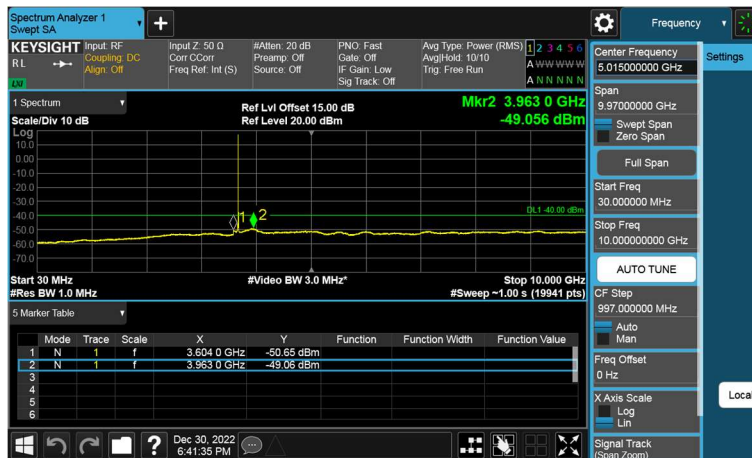 Spectrum Analyzer 1
Swept SA
Frequency
KEYSIGHT
RL
LXI
Input: RF
Coupling: DC
Align: Off
Input Z: 50 Ω
Corr CCorr
Freq Ref: Int (S)
#Atten: 20 dB
Preamp: Off
Source: Off
PNO: Fast
Gate: Off
IF Gain: Low
Sig Track: Off
Avg Type: Power (RMS)
Avg|Hold: 10/10
Trig: Free Run
1 2 3 4 5 6
A W W W W W
A N N N N N
1 Spectrum
Scale/Div 10 dB
Ref Lvl Offset 15.00 dB
Ref Level 20.00 dBm
Mkr2 3.963 0 GHz
-49.056 dBm
Log
10.0
0.00
-10.0
-20.0
-30.0
-40.0
-50.0
-60.0
-70.0
DL1 -40.00 dBm
1
2
Start 30 MHz
#Res BW 1.0 MHz
#Video BW 3.0 MHz*
Stop 10.000 GHz
#Sweep ~1.00 s (19941 pts)
5 Marker Table
Mode Trace Scale X Y Function Function Width Function Value
1 N 1 f 3.604 0 GHz -50.65 dBm
2 N 1 f 3.963 0 GHz -49.06 dBm
3
4
5
6
Dec 30, 2022
6:41:35 PM
Center Frequency
5.015000000 GHz
Span
9.97000000 GHz
Swept Span
Zero Span
Full Span
Start Freq
30.000000 MHz
Stop Freq
10.000000000 GHz
AUTO TUNE
CF Step
997.000000 MHz
Auto
Man
Freq Offset
0 Hz
X Axis Scale
Log
Lin
Signal Track
(Span Zoom)
Settings
Local